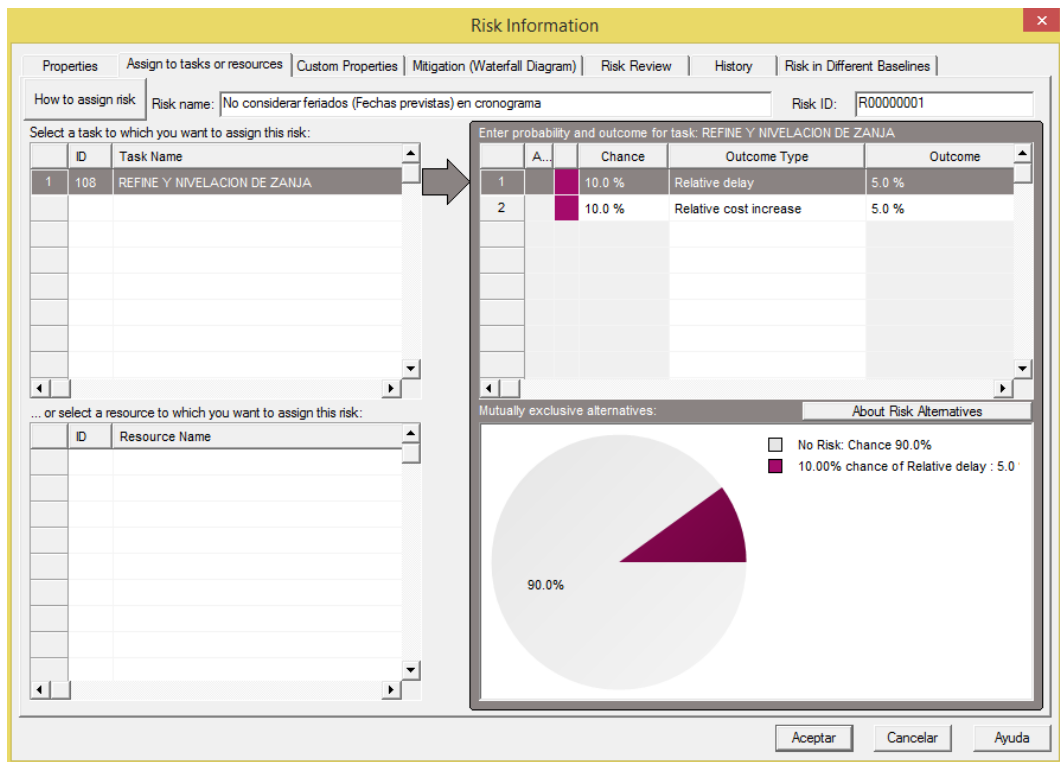 Risk Information
Properties
Assign to tasks or resources
Custom Properties
Mitigation (Waterfall Diagram)
Risk Review
History
Risk in Different Baselines
How to assign risk
Risk name: No considerar feriados (Fechas previstas) en cronograma
Risk ID: R00000001
Select a task to which you want to assign this risk:
ID Task Name
1 108 REFINE Y NIVELACION DE ZANJA
Enter probability and outcome for task: REFINE Y NIVELACION DE ZANJA
A... Chance Outcome Type Outcome
1 10.0 % Relative delay 5.0 %
2 10.0 % Relative cost increase 5.0 %
... or select a resource to which you want to assign this risk:
ID Resource Name
Mutually exclusive alternatives:
About Risk Alternatives
No Risk: Chance 90.0%
10.00% chance of Relative delay : 5.0
90.0%
Aceptar
Cancelar
Ayuda